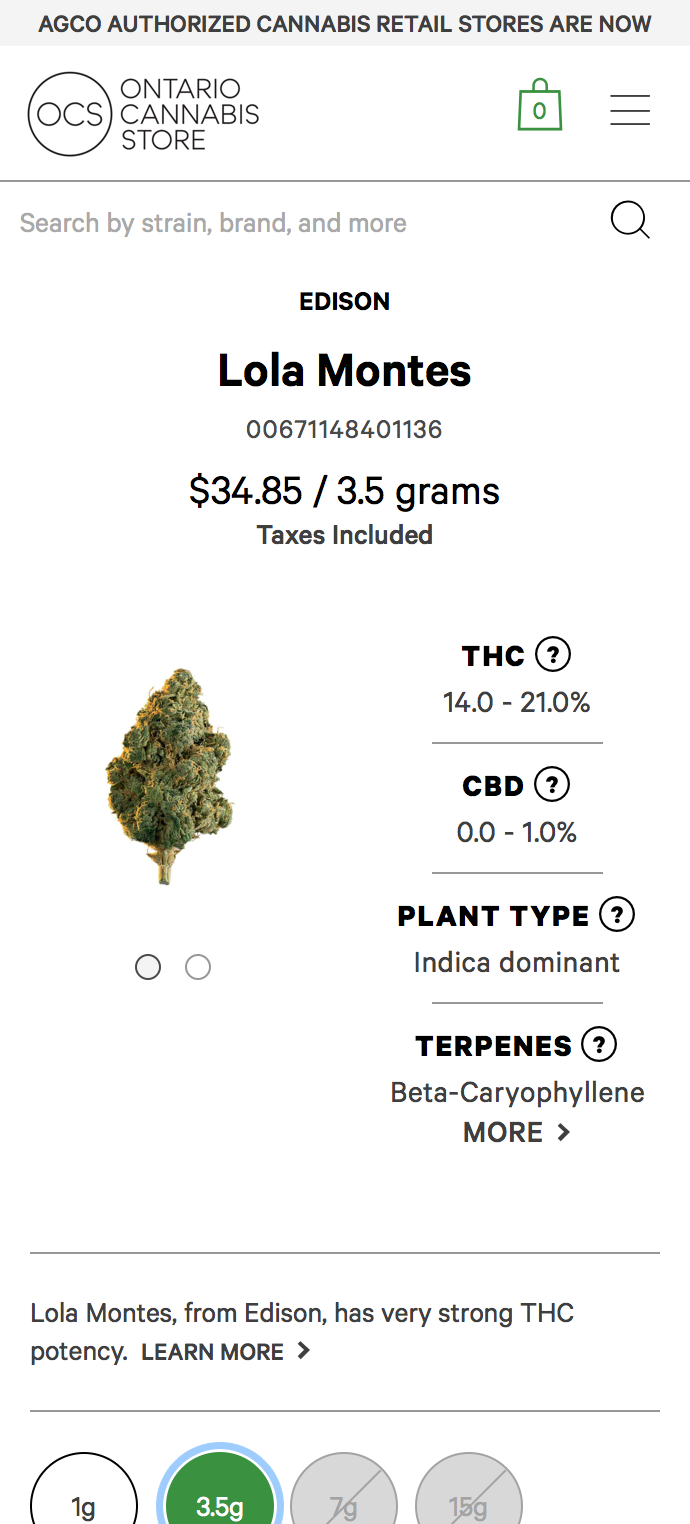 AGCO AUTHORIZED CANNABIS RETAIL STORES ARE NOW
OCS
ONTARIO
CANNABIS
STORE
0
Search by strain, brand, and more
EDISON
Lola Montes
00671148401136
$34.85 / 3.5 grams
Taxes Included
THC ?
14.0 - 21.0%
CBD ?
0.0 - 1.0%
PLANT TYPE ?
Indica dominant
TERPENES ?
Beta-Caryophyllene
MORE >
Lola Montes, from Edison, has very strong THC
potency. LEARN MORE >
1g 3.5g 7g 15g